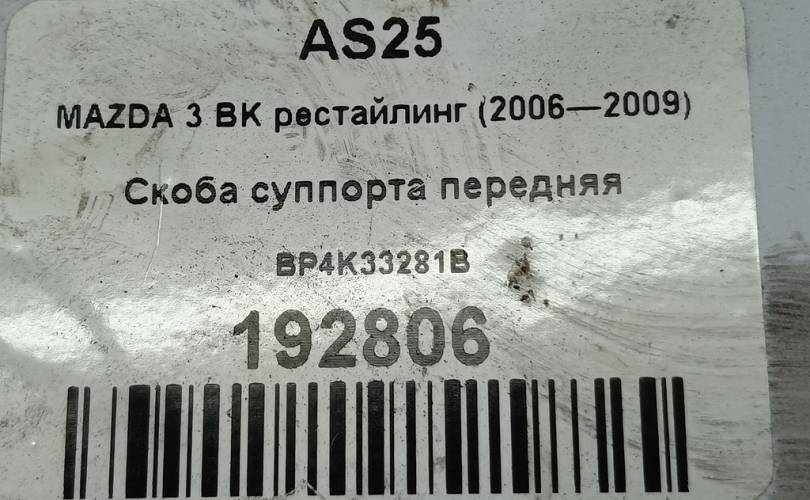 AS25
MAZDA 3 BK рестайлинг (2006—2009)
Скоба суппорта передняя
BP4K33281B
192806